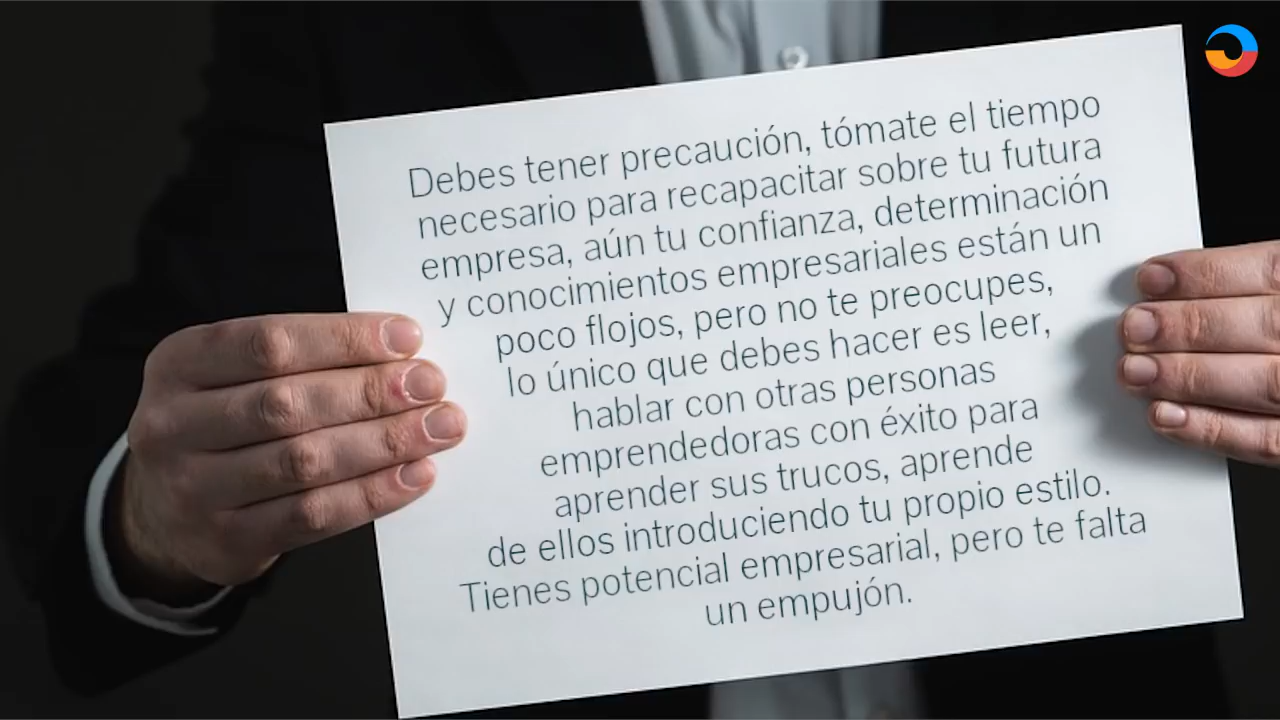 Debes tener precaución, tómate el tiempo
necesario para recapacitar sobre tu futura
empresa, aún tu confianza, determinación
y conocimientos empresariales están un
poco flojos, pero no te preocupes,
lo único que debes hacer es leer,
hablar con otras personas
emprendedoras con éxito para
aprender sus trucos, aprende
de ellos introduciendo tu propio estilo.
Tienes potencial empresarial, pero te falta
un empujón.